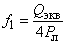 f₁ = Qэкв / 4Pл